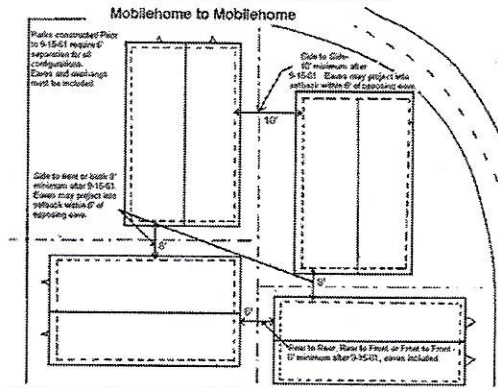 Mobilehome to Mobilehome
Parks constructed Prior
to 9-15-61 require 6'
separation for all
configurations.
Eaves and overhangs
must be included.
Side to Side-
10' minimum after
9-15-61. Eaves may project into
setback within 6' of opposing eave.
10'
Side to front or back 8'
minimum after 9-15-61.
Eaves may project into
setback within 6' of
opposing eave.
8'
8'
6'
Rear to Rear, Rear to Front or Front to Front -
6' minimum after 9-15-61, eaves included.